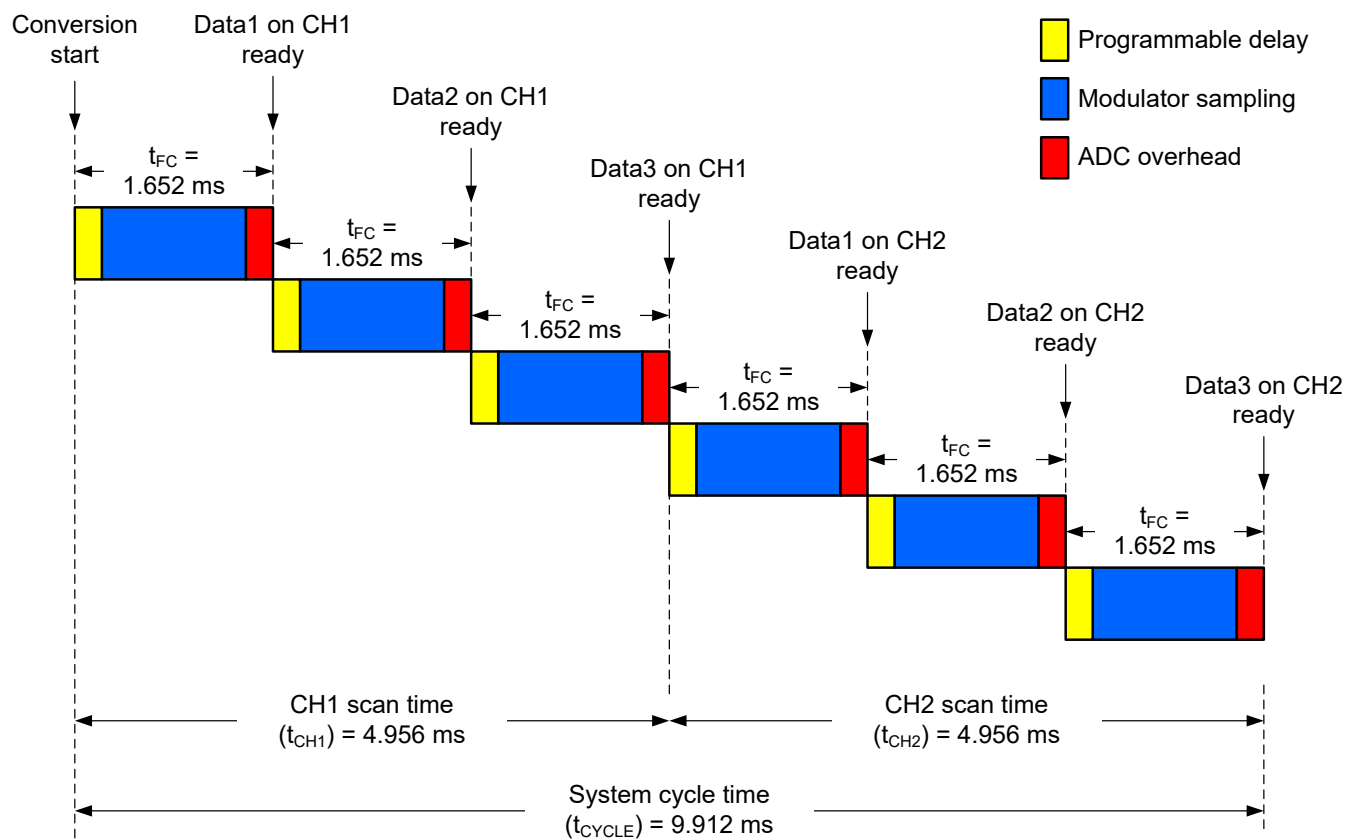 Conversion
start
Data1 on CH1
ready
Data2 on CH1
ready
Data3 on CH1
ready
Data1 on CH2
ready
Data2 on CH2
ready
Data3 on CH2
ready
Programmable delay
Modulator sampling
ADC overhead
tFC =
1.652 ms
tFC =
1.652 ms
tFC =
1.652 ms
tFC =
1.652 ms
tFC =
1.652 ms
tFC =
1.652 ms
CH1 scan time
(tCH1) = 4.956 ms
CH2 scan time
(tCH2) = 4.956 ms
System cycle time
(tCYCLE) = 9.912 ms